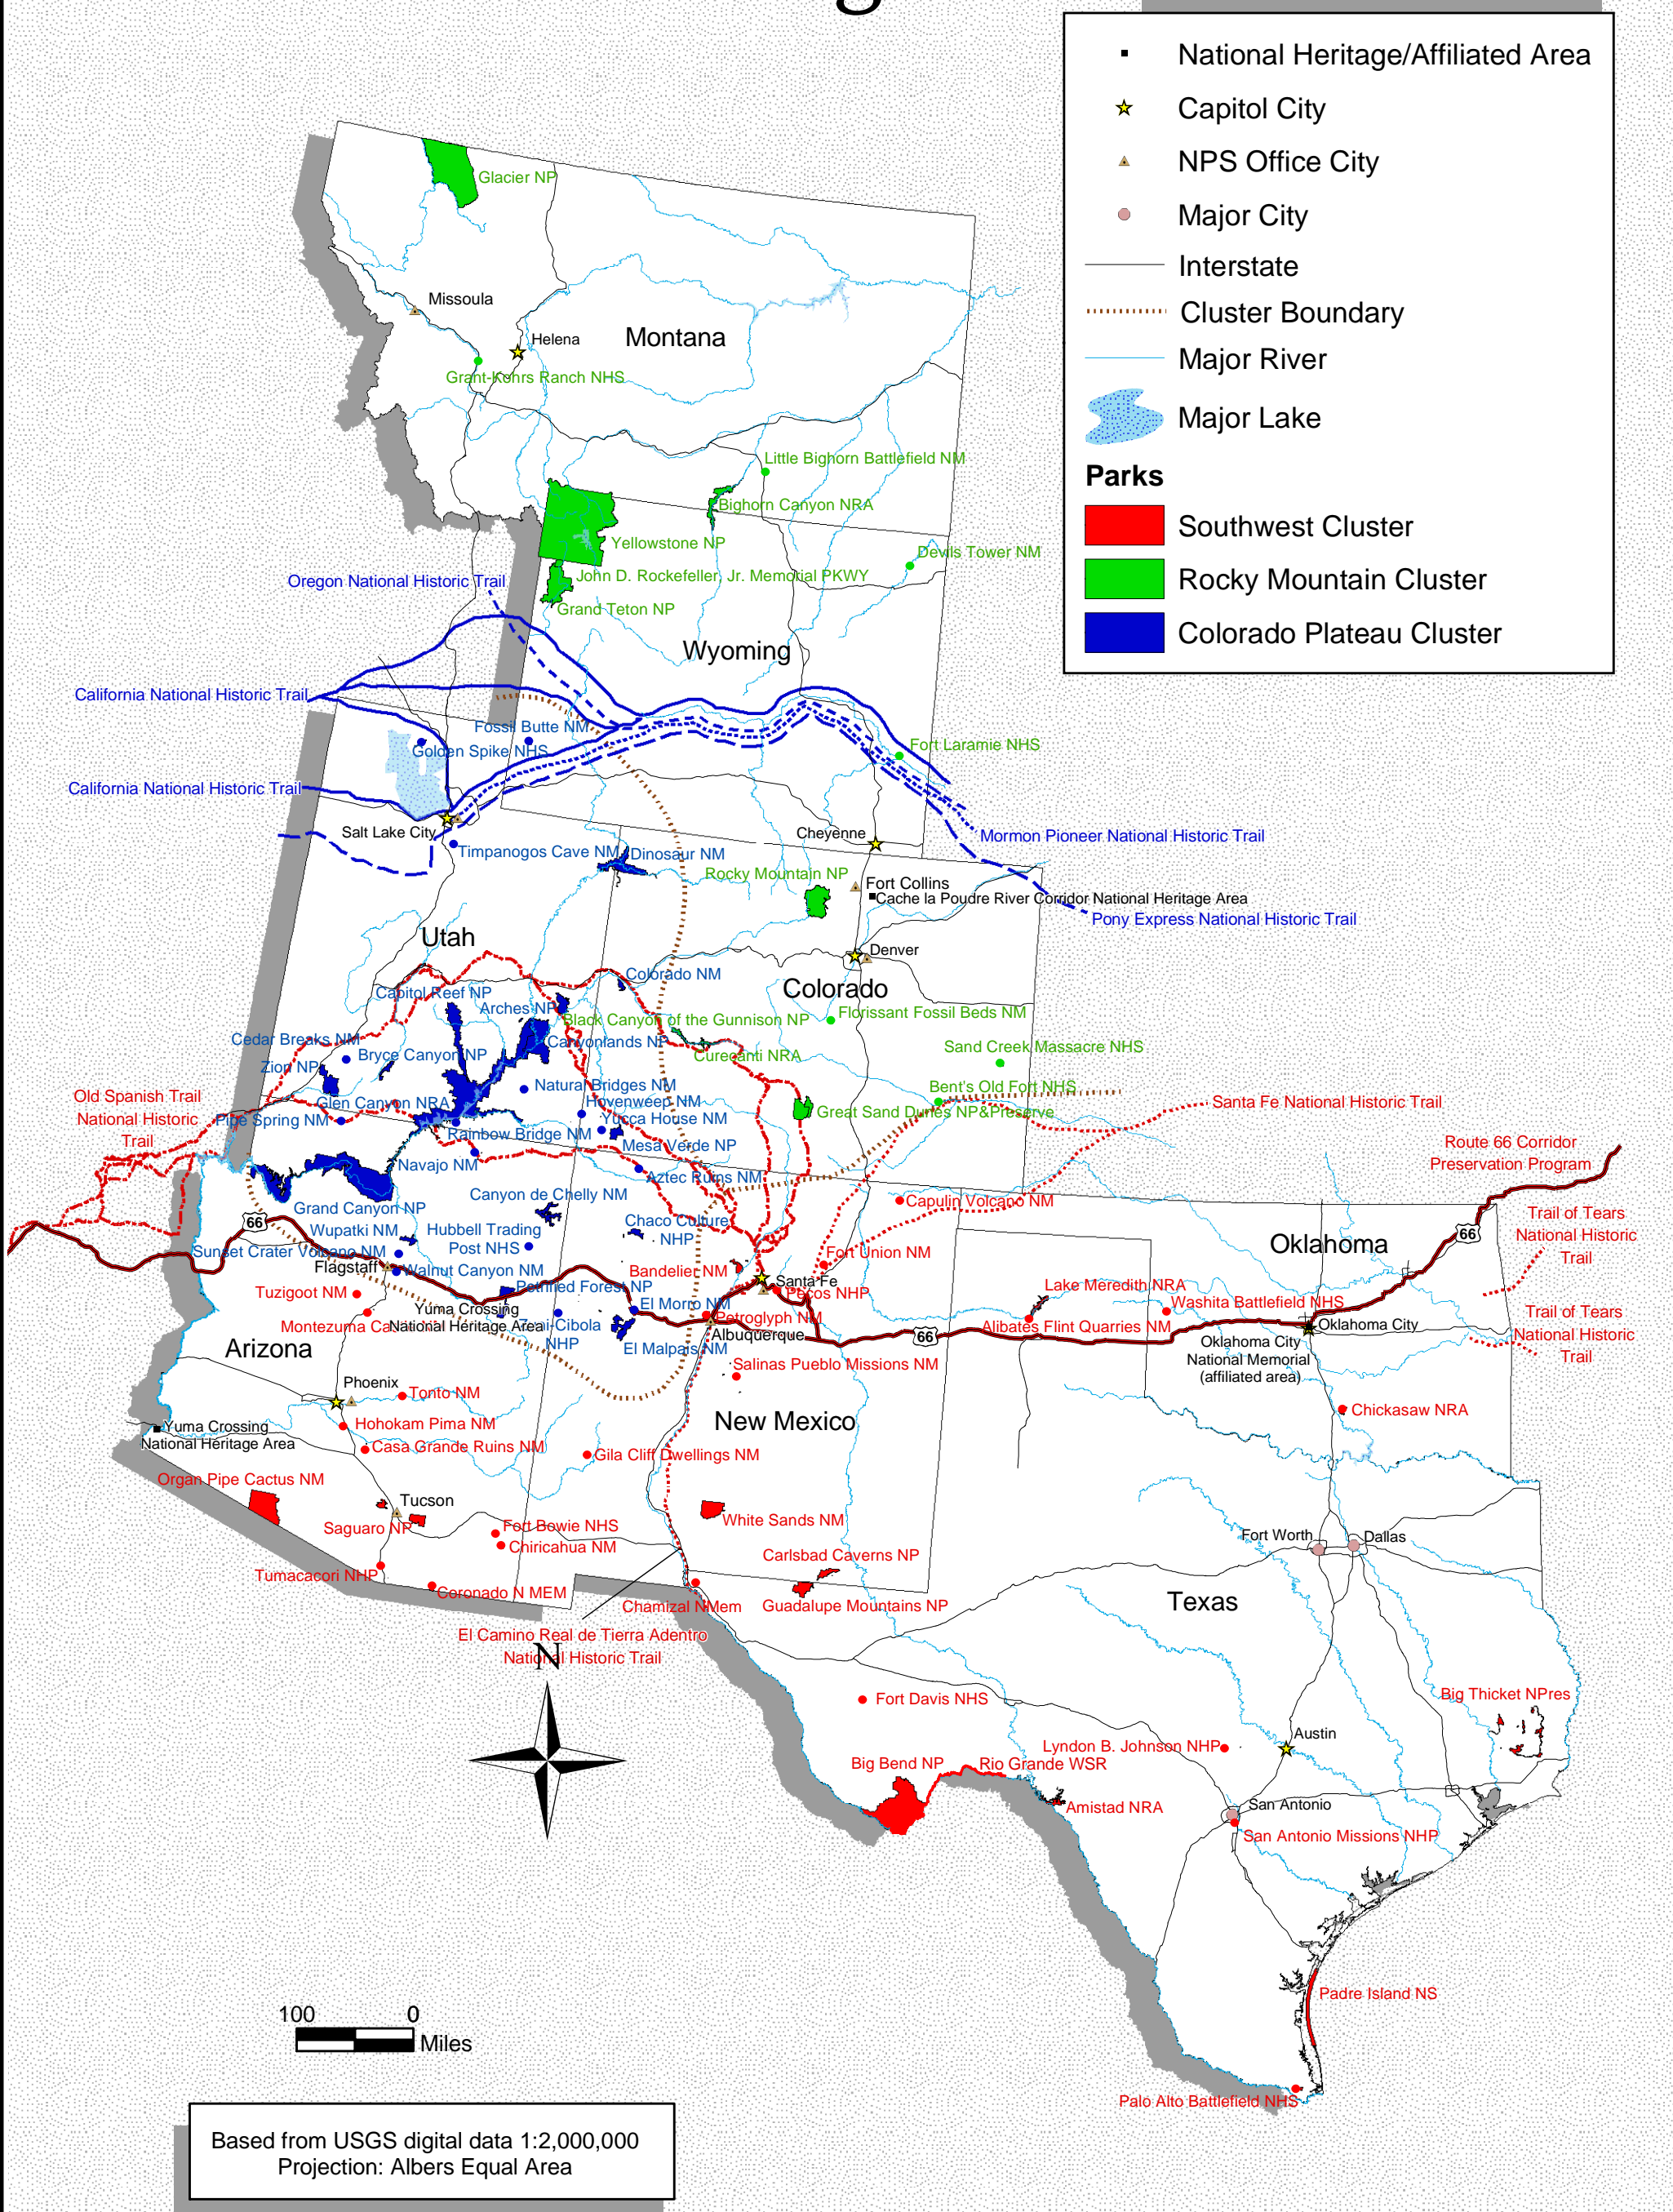 National Heritage/Affiliated Area
Capitol City
NPS Office City
Major City
Interstate
Cluster Boundary
Major River
Major Lake
Parks
Southwest Cluster
Rocky Mountain Cluster
Colorado Plateau Cluster
Glacier NP
Missoula
Helena
Montana
Grant-Kohrs Ranch NHS
Little Bighorn Battlefield NM
Bighorn Canyon NRA
Yellowstone NP
Devils Tower NM
John D. Rockefeller, Jr. Memorial PKWY
Oregon National Historic Trail
Grand Teton NP
Wyoming
California National Historic Trail
Fossil Butte NM
Golden Spike NHS
Fort Laramie NHS
California National Historic Trail
Salt Lake City
Cheyenne
Mormon Pioneer National Historic Trail
Timpanogos Cave NM
Dinosaur NM
Rocky Mountain NP
Fort Collins
Cache la Poudre River Corridor National Heritage Area
Pony Express National Historic Trail
Utah
Denver
Colorado NM
Colorado
Capitol Reef NP
Arches NP
Black Canyon of the Gunnison NP
Florissant Fossil Beds NM
Cedar Breaks NM
Canyonlands NP
Bryce Canyon NP
Curecanti NRA
Sand Creek Massacre NHS
Zion NP
Natural Bridges NM
Bent's Old Fort NHS
Old Spanish Trail
National Historic
Trail
Glen Canyon NRA
Hovenweep NM
Great Sand Dunes NP&Preserve
Santa Fe National Historic Trail
Pipe Spring NM
Yucca House NM
Rainbow Bridge NM
Mesa Verde NP
Route 66 Corridor
Preservation Program
Navajo NM
Aztec Ruins NM
Canyon de Chelly NM
Capulin Volcano NM
Grand Canyon NP
Trail of Tears
National Historic
Trail
66
Wupatki NM
Hubbell Trading
Post NHS
Chaco Culture
NHP
66
Oklahoma
Sunset Crater Volcano NM
Fort Union NM
Flagstaff
Walnut Canyon NM
Bandelier NM
Santa Fe
Pecos NHP
Petrified Forest NP
Lake Meredith NRA
Tuzigoot NM
El Morro NM
Washita Battlefield NHS
Yuma Crossing
National Heritage Area
Montezuma Ca
Zuni-Cibola
NHP
Petroglyph NM
Albuquerque
66
Alibates Flint Quarries NM
Oklahoma City
Trail of Tears
National Historic
Trail
Oklahoma City
National Memorial
(affiliated area)
Arizona
El Malpais NM
Salinas Pueblo Missions NM
Phoenix
Tonto NM
Chickasaw NRA
New Mexico
Yuma Crossing
National Heritage Area
Hohokam Pima NM
Casa Grande Ruins NM
Gila Cliff Dwellings NM
Organ Pipe Cactus NM
Tucson
Saguaro NP
Fort Bowie NHS
White Sands NM
Fort Worth
Dallas
Chiricahua NM
Carlsbad Caverns NP
Tumacacori NHP
Coronado N MEM
Chamizal NMem
Guadalupe Mountains NP
Texas
El Camino Real de Tierra Adentro
National Historic Trail
N
Fort Davis NHS
Big Thicket NPres
Austin
Lyndon B. Johnson NHP
Big Bend NP
Rio Grande WSR
Amistad NRA
San Antonio
San Antonio Missions NHP
Padre Island NS
100 0
Miles
Palo Alto Battlefield NHS
Based from USGS digital data 1:2,000,000
Projection: Albers Equal Area